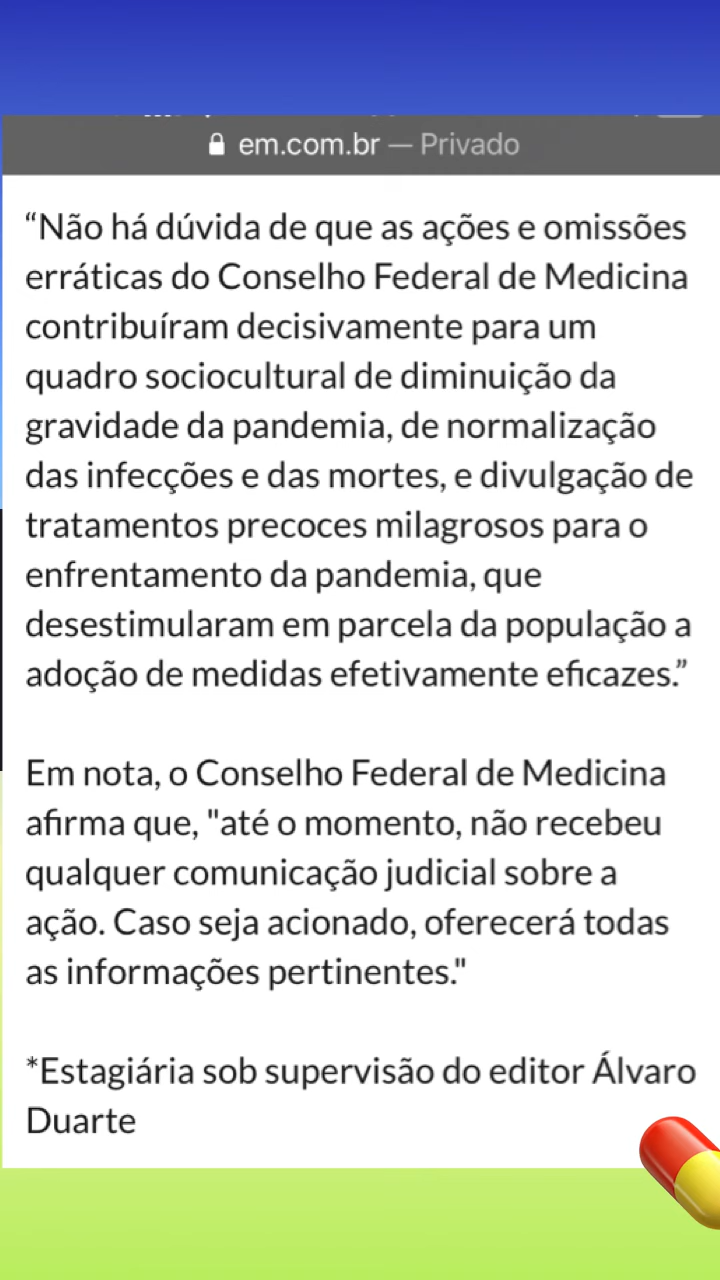 em.com.br — Privado
“Não há dúvida de que as ações e omissões
erráticas do Conselho Federal de Medicina
contribuíram decisivamente para um
quadro sociocultural de diminuição da
gravidade da pandemia, de normalização
das infecções e das mortes, e divulgação de
tratamentos precoces milagrosos para o
enfrentamento da pandemia, que
desestimularam em parcela da população a
adoção de medidas efetivamente eficazes.”
Em nota, o Conselho Federal de Medicina
afirma que, "até o momento, não recebeu
qualquer comunicação judicial sobre a
ação. Caso seja acionado, oferecerá todas
as informações pertinentes."
*Estagiária sob supervisão do editor Álvaro
Duarte